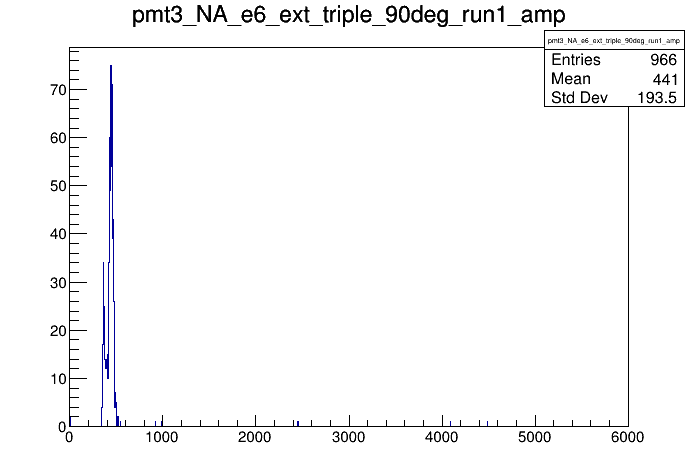 pmt3_NA_e6_ext_triple_90deg_run1_amp
pmt3_NA_e6_ext_triple_90deg_run1_amp
Entries 966
Mean 441
Std Dev 193.5
70
60
50
40
30
20
10
0
0 1000 2000 3000 4000 5000 6000